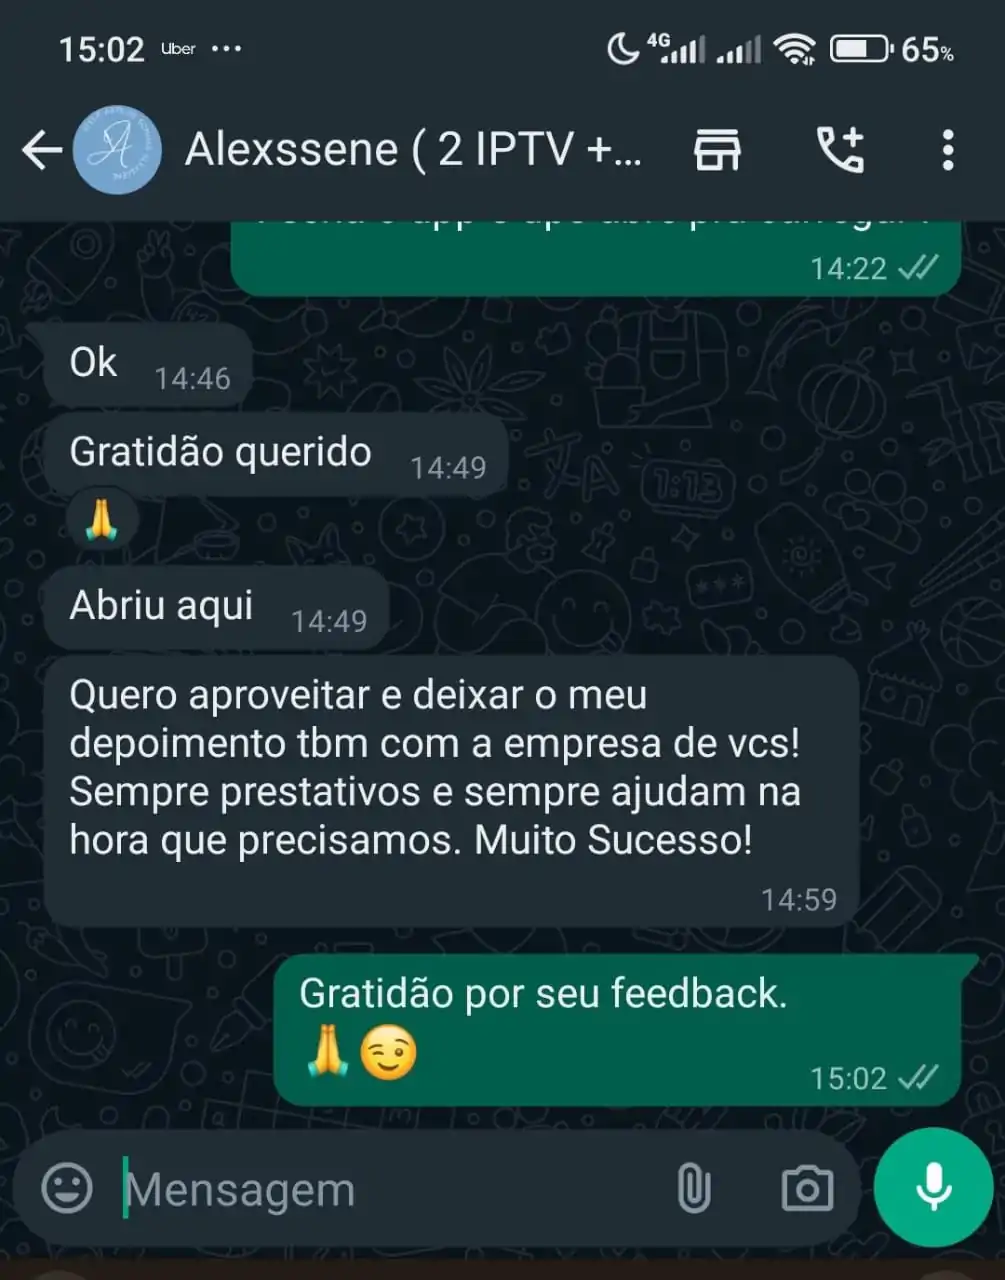 15:02 Uber ... 4G 65%
Alexssene ( 2 IPTV +...
14:22
Ok 14:46
Gratidão querido 14:49
Abriu aqui 14:49
Quero aproveitar e deixar o meu
depoimento tbm com a empresa de vcs!
Sempre prestativos e sempre ajudam na
hora que precisamos. Muito Sucesso!
14:59
Gratidão por seu feedback.
🙏😉
15:02
Mensagem